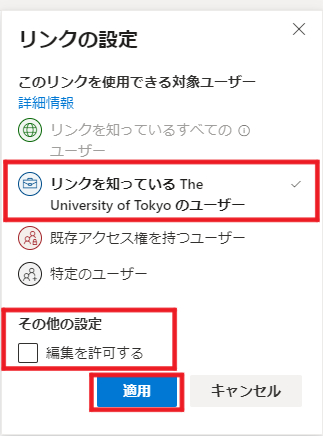 リンクの設定
このリンクを使用できる対象ユーザー
詳細情報
リンクを知っているすべての
ユーザー
リンクを知っている The
University of Tokyo のユーザー
既存アクセス権を持つユーザー
特定のユーザー
その他の設定
編集を許可する
適用
キャンセル